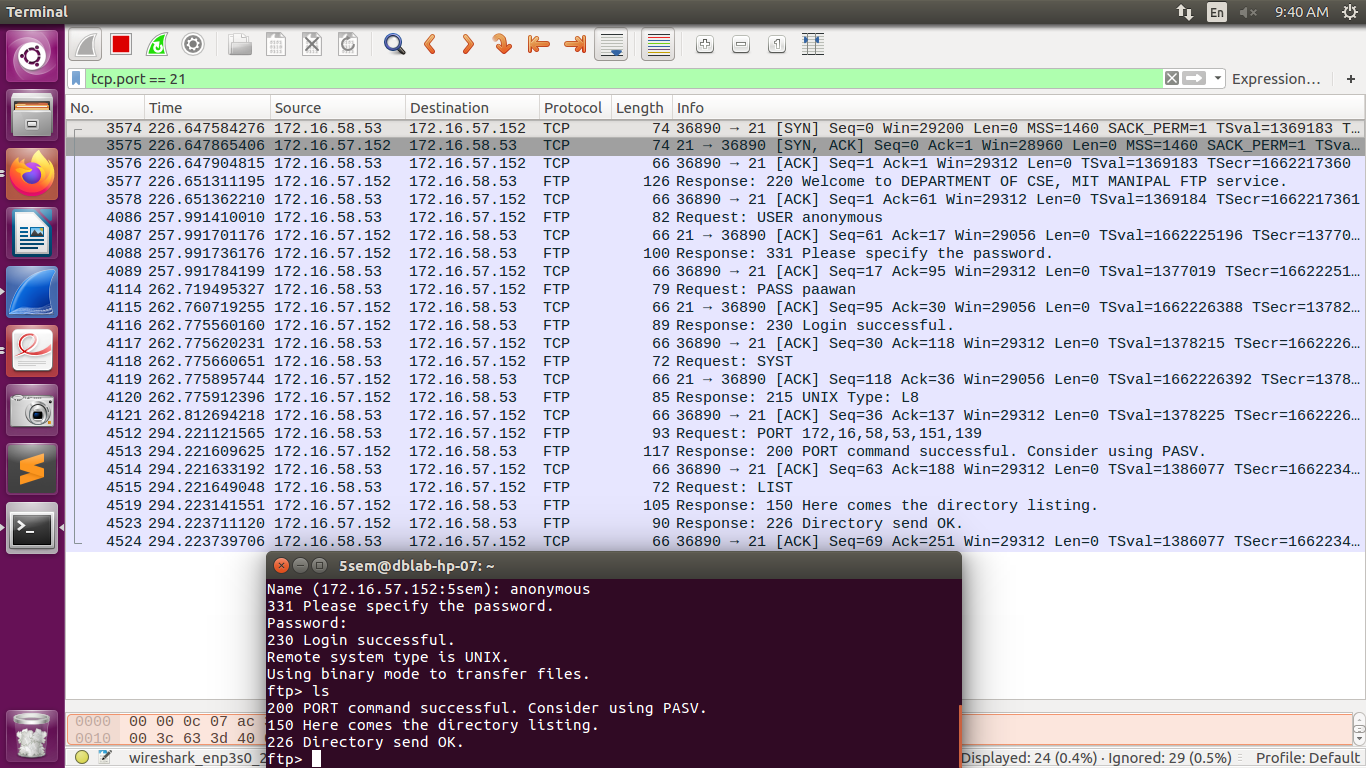 Terminal
En
9:40 AM
tcp.port == 21
Expression…
+
No. Time Source Destination Protocol Length Info
3574 226.647584276 172.16.58.53 172.16.57.152 TCP 74 36890 → 21 [SYN] Seq=0 Win=29200 Len=0 MSS=1460 SACK_PERM=1 TSval=1369183 T…
3575 226.647865406 172.16.57.152 172.16.58.53 TCP 74 21 → 36890 [SYN, ACK] Seq=0 Ack=1 Win=28960 Len=0 MSS=1460 SACK_PERM=1 TSva…
3576 226.647904815 172.16.58.53 172.16.57.152 TCP 66 36890 → 21 [ACK] Seq=1 Ack=1 Win=29312 Len=0 TSval=1369183 TSecr=1662217360
3577 226.651311195 172.16.57.152 172.16.58.53 FTP 126 Response: 220 Welcome to DEPARTMENT OF CSE, MIT MANIPAL FTP service.
3578 226.651362210 172.16.58.53 172.16.57.152 TCP 66 36890 → 21 [ACK] Seq=1 Ack=61 Win=29312 Len=0 TSval=1369184 TSecr=1662217361
4086 257.991410010 172.16.58.53 172.16.57.152 FTP 82 Request: USER anonymous
4087 257.991701176 172.16.57.152 172.16.58.53 TCP 66 21 → 36890 [ACK] Seq=61 Ack=17 Win=29056 Len=0 TSval=1662225196 TSecr=13770…
4088 257.991736176 172.16.57.152 172.16.58.53 FTP 100 Response: 331 Please specify the password.
4089 257.991784199 172.16.58.53 172.16.57.152 TCP 66 36890 → 21 [ACK] Seq=17 Ack=95 Win=29312 Len=0 TSval=1377019 TSecr=16622251…
4114 262.719495327 172.16.58.53 172.16.57.152 FTP 79 Request: PASS paawan
4115 262.760719255 172.16.57.152 172.16.58.53 TCP 66 21 → 36890 [ACK] Seq=95 Ack=30 Win=29056 Len=0 TSval=1662226388 TSecr=13782…
4116 262.775560160 172.16.57.152 172.16.58.53 FTP 89 Response: 230 Login successful.
4117 262.775620231 172.16.58.53 172.16.57.152 TCP 66 36890 → 21 [ACK] Seq=30 Ack=118 Win=29312 Len=0 TSval=1378215 TSecr=1662226…
4118 262.775660651 172.16.58.53 172.16.57.152 FTP 72 Request: SYST
4119 262.775895744 172.16.57.152 172.16.58.53 TCP 66 21 → 36890 [ACK] Seq=118 Ack=36 Win=29056 Len=0 TSval=1662226392 TSecr=1378…
4120 262.775912396 172.16.57.152 172.16.58.53 FTP 85 Response: 215 UNIX Type: L8
4121 262.812694218 172.16.58.53 172.16.57.152 TCP 66 36890 → 21 [ACK] Seq=36 Ack=137 Win=29312 Len=0 TSval=1378225 TSecr=1662226…
4512 294.221121565 172.16.58.53 172.16.57.152 FTP 93 Request: PORT 172,16,58,53,151,139
4513 294.221609625 172.16.57.152 172.16.58.53 FTP 117 Response: 200 PORT command successful. Consider using PASV.
4514 294.221633192 172.16.58.53 172.16.57.152 TCP 66 36890 → 21 [ACK] Seq=63 Ack=188 Win=29312 Len=0 TSval=1386077 TSecr=1662234…
4515 294.221649048 172.16.58.53 172.16.57.152 FTP 72 Request: LIST
4519 294.223141551 172.16.57.152 172.16.58.53 FTP 105 Response: 150 Here comes the directory listing.
4523 294.223711120 172.16.57.152 172.16.58.53 FTP 90 Response: 226 Directory send OK.
4524 294.223739706 172.16.58.53 172.16.57.152 TCP 66 36890 → 21 [ACK] Seq=69 Ack=251 Win=29312 Len=0 TSval=1386077 TSecr=1662234…
5sem@dblab-hp-07: ~
Name (172.16.57.152:5sem): anonymous
331 Please specify the password.
Password:
230 Login successful.
Remote system type is UNIX.
Using binary mode to transfer files.
ftp> ls
200 PORT command successful. Consider using PASV.
150 Here comes the directory listing.
226 Directory send OK.
ftp>
0000 00 00 0c 07 ac
0010 00 3c 63 3d 40
wireshark_enp3s0_2
Displayed: 24 (0.4%) · Ignored: 29 (0.5%)
Profile: Default